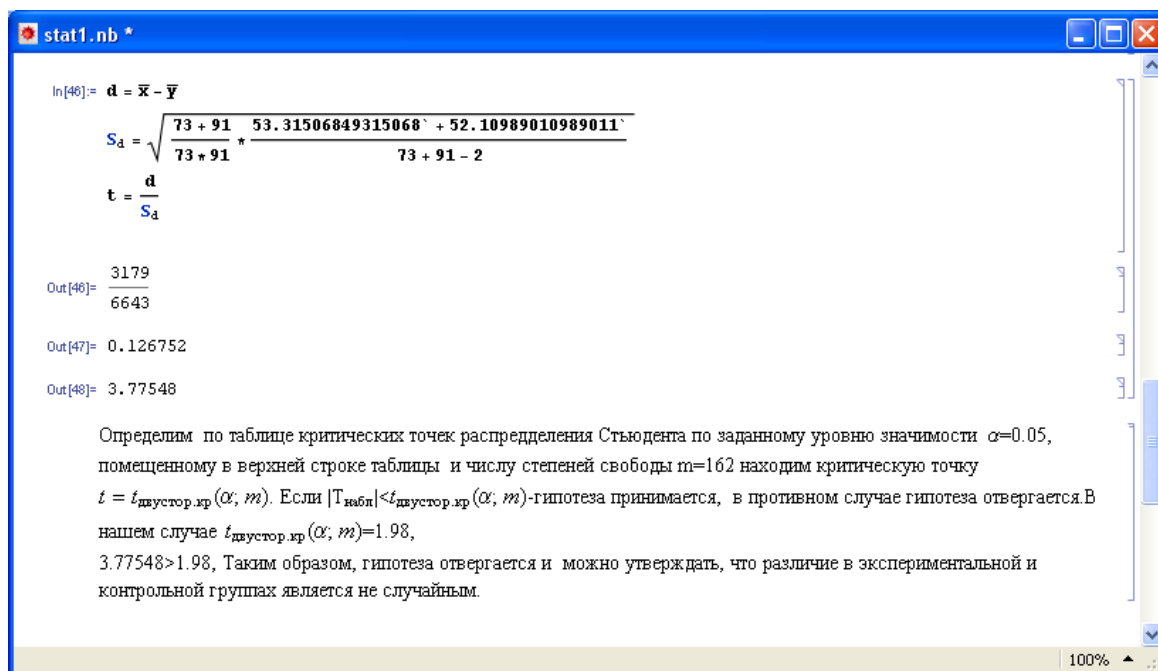 stat1.nb *
In[46]:= d = x̅ - y̅
S_d = √((73 + 91)/(73 * 91) * (53.31506849315068` + 52.10989010989011`)/(73 + 91 - 2))
t = d/S_d
Out[46]= 3179/6643
Out[47]= 0.126752
Out[48]= 3.77548
Определим по таблице критических точек распредделения Стьюдента по заданному уровню значимости α=0.05,
помещенному в верхней строке таблицы и числу степеней свободы m=162 находим критическую точку
t = t_двустор.кр(α; m). Если |T_набл|<t_двустор.кр(α; m)-гипотеза принимается, в противном случае гипотеза отвергается.В
нашем случае t_двустор.кр(α; m)=1.98,
3.77548>1.98, Таким образом, гипотеза отвергается и можно утверждать, что различие в экспериментальной и
контрольной группах является не случайным.
100%